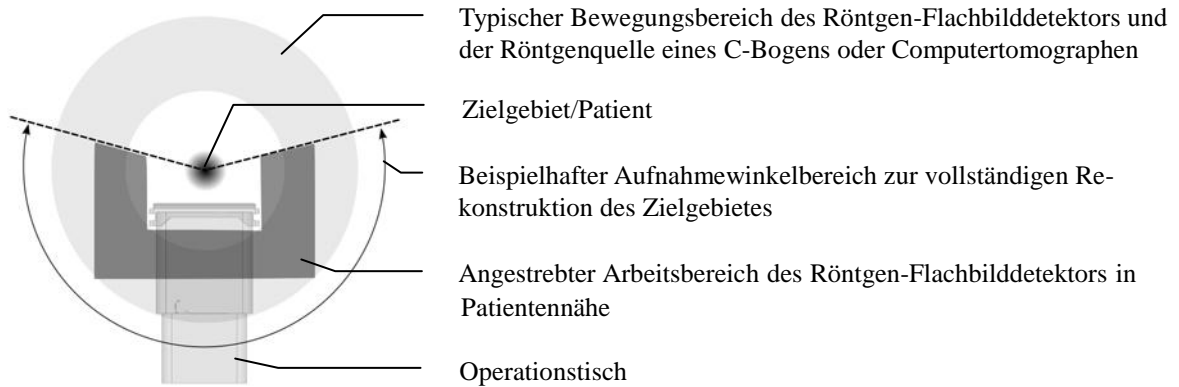 Typischer Bewegungsbereich des Röntgen-Flachbilddetektors und
der Röntgenquelle eines C-Bogens oder Computertomographen
Zielgebiet/Patient
Beispielhafter Aufnahmewinkelbereich zur vollständigen Re-
konstruktion des Zielgebietes
Angestrebter Arbeitsbereich des Röntgen-Flachbilddetektors in
Patientennähe
Operationstisch